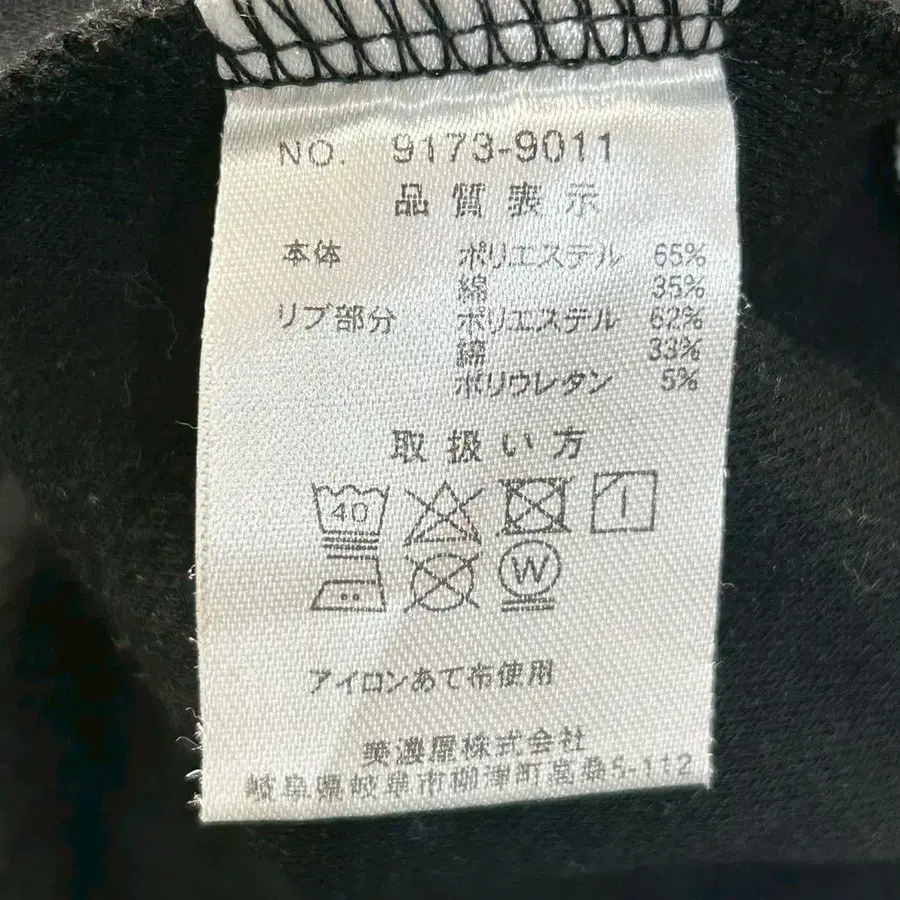 NO. 9173-9011
品質表示
本体 ポリエステル 65%
綿 35%
リブ部分 ポリエステル 62%
綿 33%
ポリウレタン 5%
取扱い方
40
W
アイロンあて布使用
美濃屋株式会社
岐阜県岐阜市柳津町高桑5-112